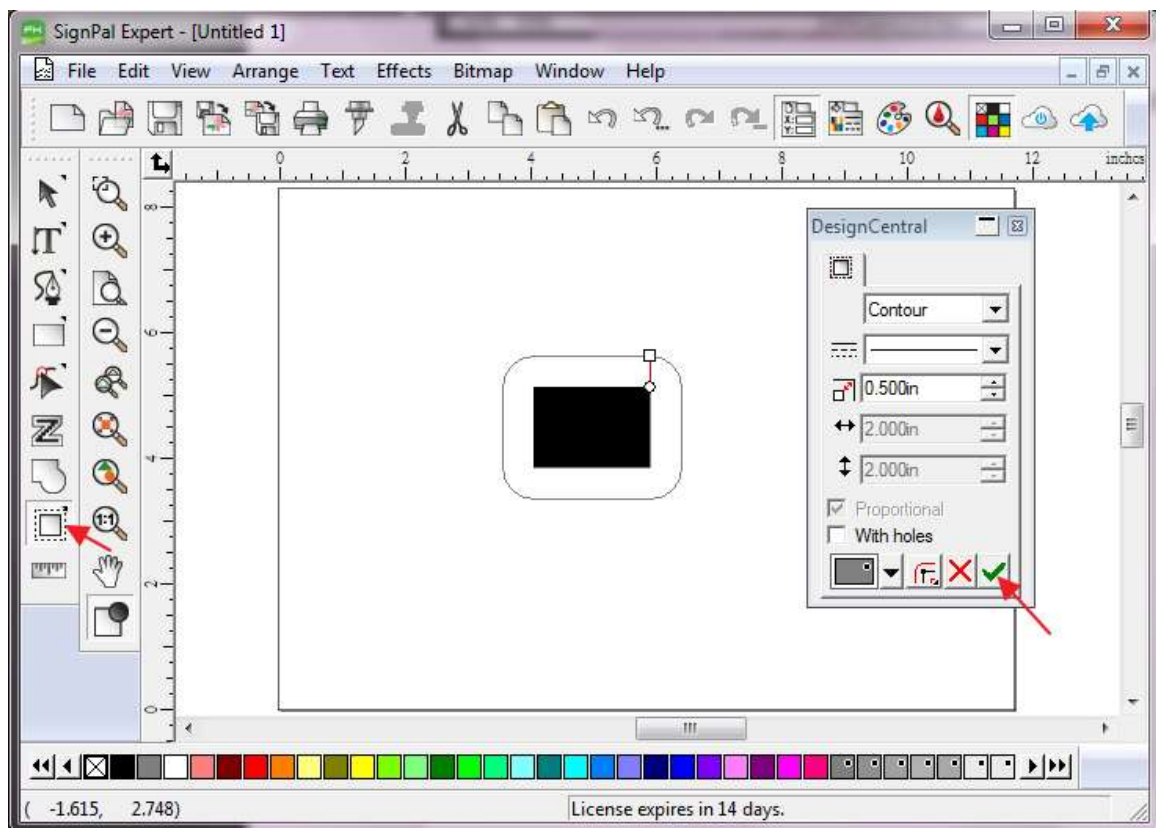 SignPal Expert - [Untitled 1]
File Edit View Arrange Text Effects Bitmap Window Help
0 2 4 6 8 10 12 inches
8
6
4
2
0
DesignCentral
Contour
0.500in
2.000in
2.000in
Proportional
With holes
1:1
( -1.615, 2.748)
License expires in 14 days.